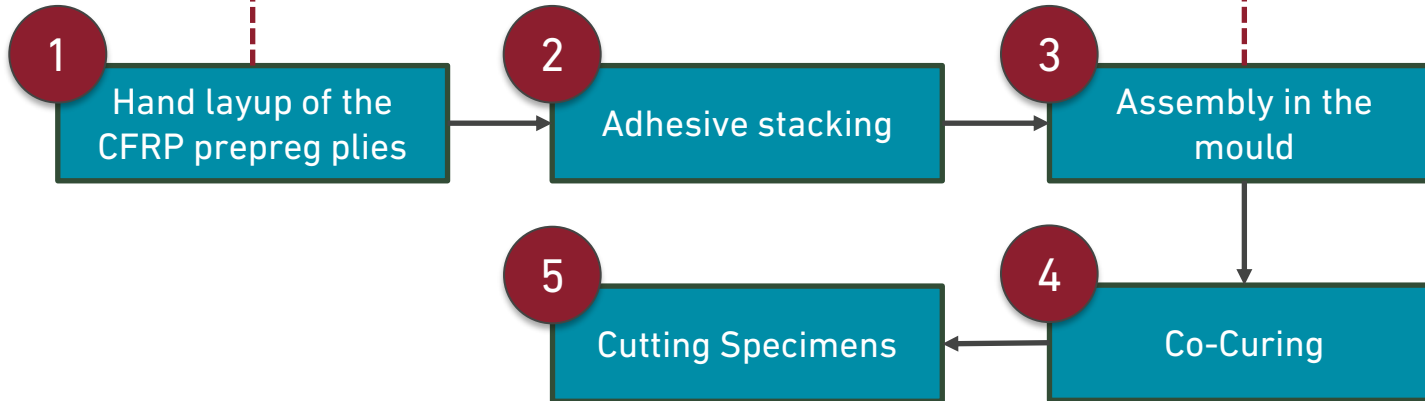 1
Hand layup of the
CFRP prepreg plies
2
Adhesive stacking
3
Assembly in the
mould
4
Co-Curing
5
Cutting Specimens